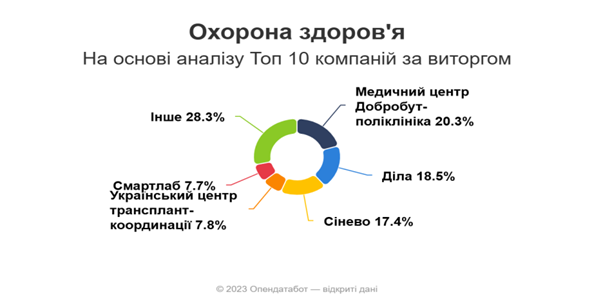 Охорона здоров'я
На основі аналізу Топ 10 компаній за виторгом
Медичний центр
Добробут-
поліклініка 20.3%
Інше 28.3%
Діла 18.5%
Смартлаб 7.7%
Український центр
трансплант-
координації 7.8%
Сінево 17.4%
© 2023 Опендатабот — відкриті дані